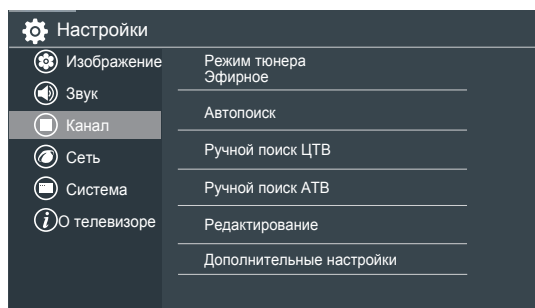 Настройки
Изображение
Звук
Канал
Сеть
Система
О телевизоре
Режим тюнера
Эфирное
Автопоиск
Ручной поиск ЦТВ
Ручной поиск АТВ
Редактирование
Дополнительные настройки